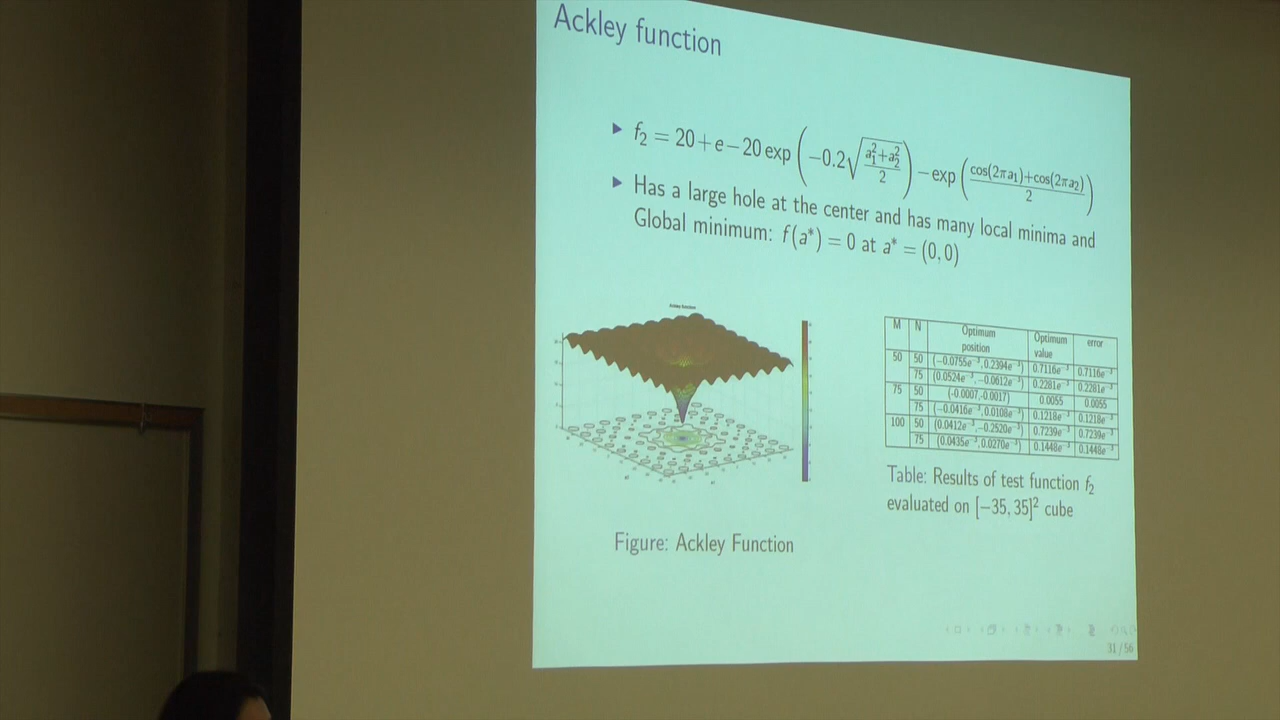 Ackley function
▶ f₂ = 20 + e − 20 exp(−0.2√((a₁²+a₂²)/2)) − exp((cos(2πa₁)+cos(2πa₂))/2)
▶ Has a large hole at the center and has many local minima and
Global minimum: f(a*) = 0 at a* = (0, 0)
Ackley function
M N Optimum position Optimum value error
50 50 (−0.0755e⁻³, 0.2394e⁻³) 0.7116e⁻³ 0.7116e⁻³
75 (0.0524e⁻³, −0.0612e⁻³) 0.2281e⁻³ 0.2281e⁻³
75 50 (-0.0007,-0.0017) 0.0055 0.0055
75 (−0.0416e⁻³, 0.0108e⁻³) 0.1218e⁻³ 0.1218e⁻³
100 50 (0.0412e⁻³, −0.2520e⁻³) 0.7239e⁻³ 0.7239e⁻³
75 (0.0435e⁻³, 0.0270e⁻³) 0.1448e⁻³ 0.1448e⁻³
Table: Results of test function f₂
evaluated on [−35, 35]² cube
Figure: Ackley Function
31 / 56